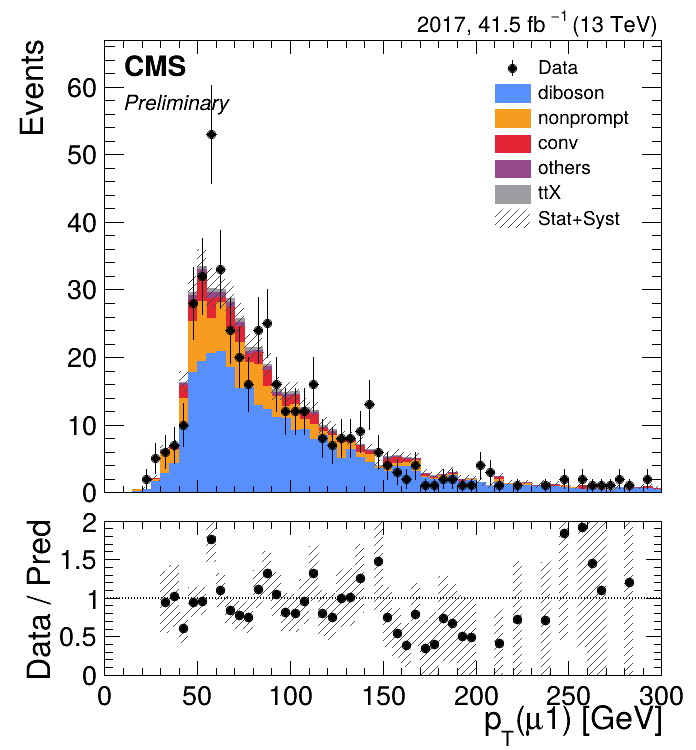 2017, 41.5 fb⁻¹ (13 TeV)
CMS
Preliminary
Data
diboson
nonprompt
conv
others
ttX
Stat+Syst
Events
60
50
40
30
20
10
0
Data / Pred
2
1.5
1
0.5
0
0 50 100 150 200 250 300
p_T(μ1) [GeV]